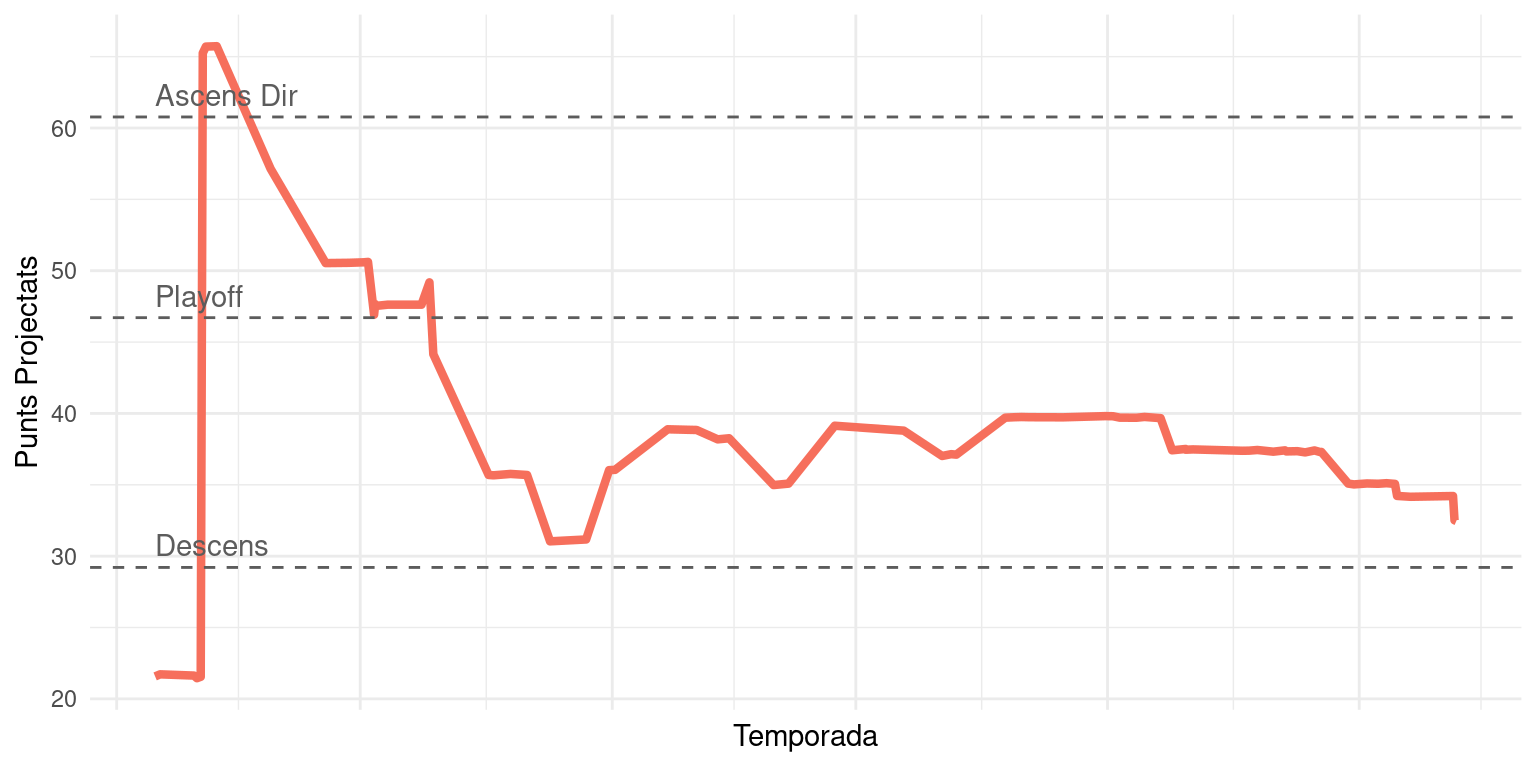 Ascens Dir
60
50
Playoff
Punts Projectats
40
Descens
30
20
Temporada